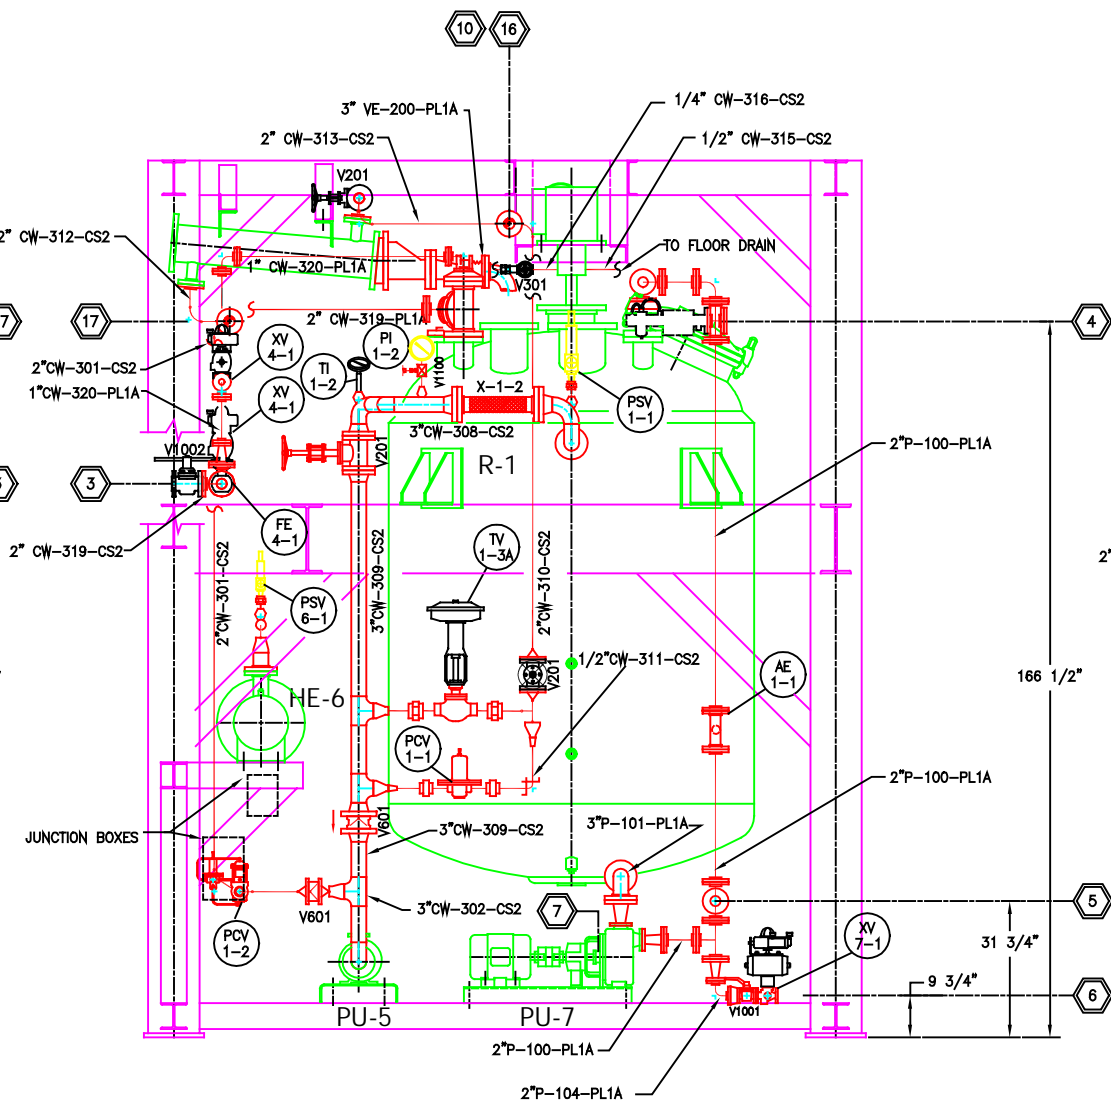 10
16
1/4" CW-316-CS2
3" VE-200-PL1A
2" CW-313-CS2
1/2" CW-315-CS2
V201
2" CW-312-CS2
TO FLOOR DRAIN
1" CW-320-PL1A
V301
7
17
2" CW-319-PL1A
4
PI
1-2
XV
4-1
TI
1-2
V1100
2"CW-301-CS2
1"CW-320-PL1A
XV
4-1
X-1-2
PSV
1-1
3"CW-308-CS2
2"P-100-PL1A
V1002
V201
R-1
3
FE
4-1
2" CW-319-CS2
TV
1-3A
2"
2"CW-301-CS2
3"CW-309-CS2
2"CW-310-CS2
PSV
6-1
1/2"CW-311-CS2
V201
AE
1-1
166 1/2"
HE-6
PCV
1-1
2"P-100-PL1A
V601
3"P-101-PL1A
JUNCTION BOXES
3"CW-309-CS2
5
3"CW-302-CS2
V601
7
XV
7-1
PCV
1-2
31 3/4"
9 3/4"
6
V1001
PU-5
PU-7
2"P-100-PL1A
2"P-104-PL1A